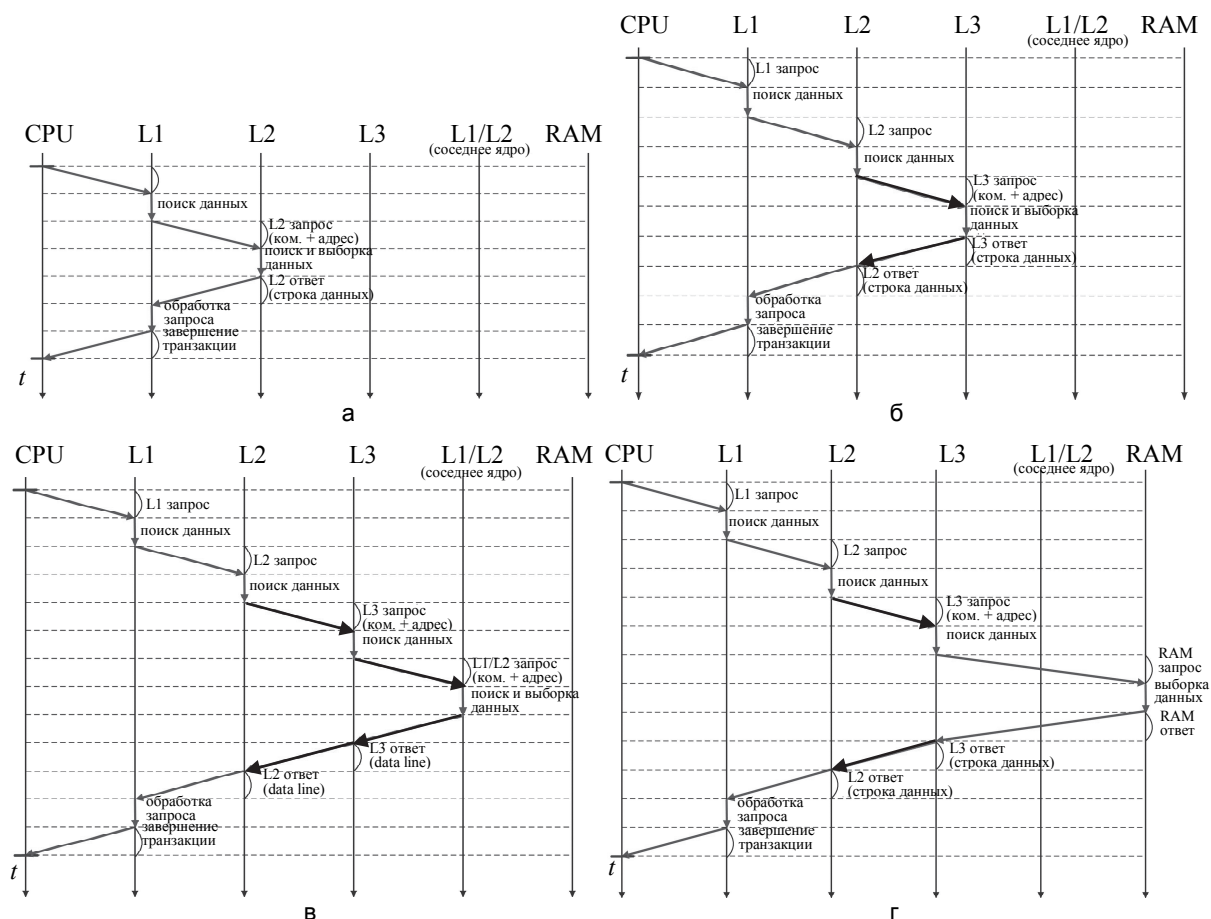 CPU
L1
L2
L3
L1/L2
(соседнее ядро)
RAM
поиск данных
L2 запрос
(ком. + адрес)
поиск и выборка
данных
L2 ответ
(строка данных)
обработка
запроса
завершение
транзакции
t
а
CPU
L1
L2
L3
L1/L2
(соседнее ядро)
RAM
L1 запрос
поиск данных
L2 запрос
поиск данных
L3 запрос
(ком. + адрес)
поиск и выборка
данных
L3 ответ
(строка данных)
L2 ответ
(строка данных)
обработка
запроса
завершение
транзакции
t
б
CPU
L1
L2
L3
L1/L2
(соседнее ядро)
RAM
L1 запрос
поиск данных
L2 запрос
поиск данных
L3 запрос
(ком. + адрес)
поиск данных
L1/L2 запрос
(ком. + адрес)
поиск и выборка
данных
L3 ответ
(data line)
L2 ответ
(data line)
обработка
запроса
завершение
транзакции
t
в
CPU
L1
L2
L3
L1/L2
(соседнее ядро)
RAM
L1 запрос
поиск данных
L2 запрос
поиск данных
L3 запрос
(ком. + адрес)
поиск данных
RAM
запрос
выборка
данных
RAM
ответ
L3 ответ
(строка данных)
L2 ответ
(строка данных)
обработка
запроса
завершение
транзакции
t
г